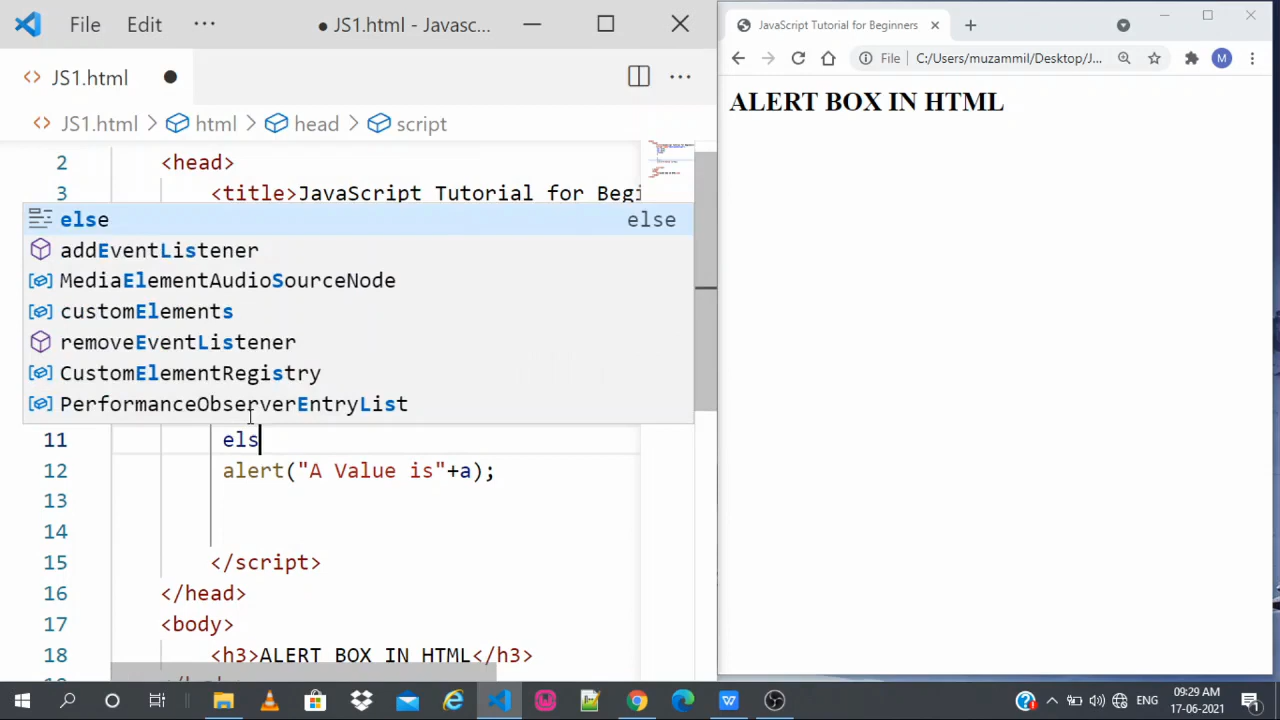 File Edit ··· ● JS1.html - Javasc...
<> JS1.html ●
<> JS1.html > html > head > script
2 <head>
3 <title>JavaScript Tutorial for Begi
else else
addEventListener
MediaElementAudioSourceNode
customElements
removeEventListener
CustomElementRegistry
PerformanceObserverEntryList
11 els
12 alert("A Value is"+a);
13
14
15 </script>
16 </head>
17 <body>
18 <h3>ALERT BOX IN HTML</h3>
JavaScript Tutorial for Beginners
File C:/Users/muzammil/Desktop/J... M
ALERT BOX IN HTML
ENG
09:29 AM
17-06-2021
1